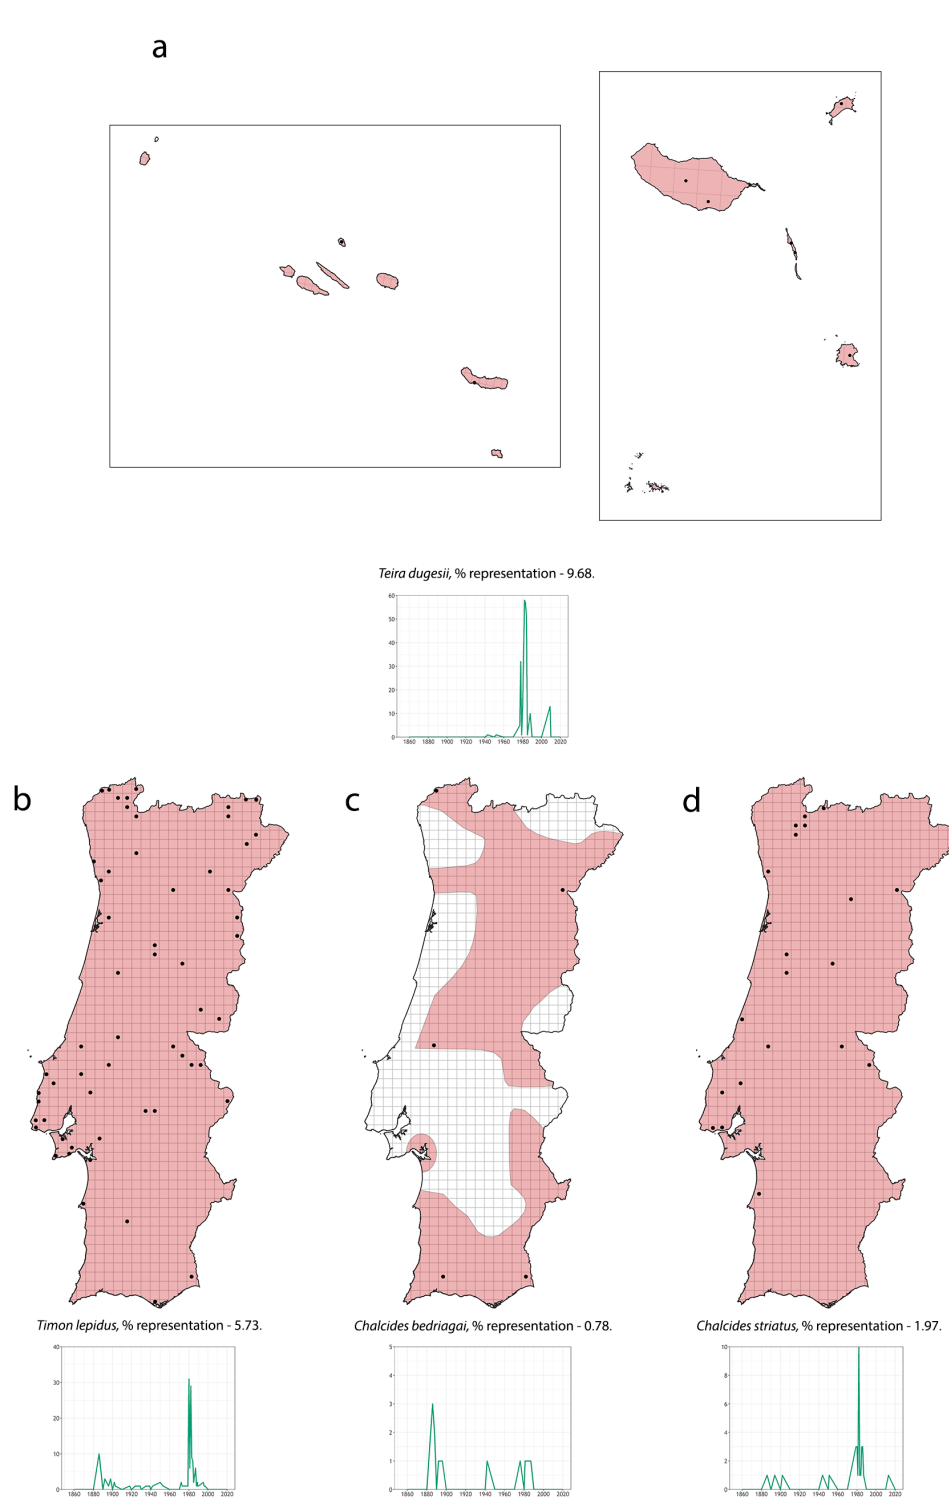 a
Teira dugesii, % representation - 9.68.
60
50
40
30
20
10
0
1860 1880 1900 1920 1940 1960 1980 2000 2020
b
c
d
Timon lepidus, % representation - 5.73.
Chalcides bedriagai, % representation - 0.78.
Chalcides striatus, % representation - 1.97.
40
30
20
10
0
1860 1880 1900 1920 1940 1960 1980 2000 2020
5
4
3
2
1
0
1860 1880 1900 1920 1940 1960 1980 2000 2020
10
8
6
4
2
0
1860 1880 1900 1920 1940 1960 1980 2000 2020